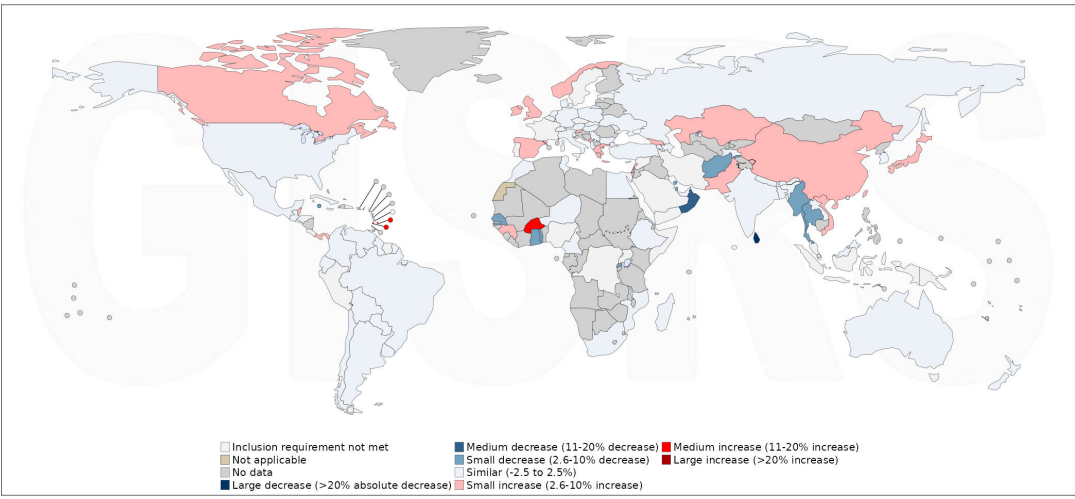 GISRS
Inclusion requirement not met
Not applicable
No data
Large decrease (>20% absolute decrease)
Medium decrease (11-20% decrease)
Small decrease (2.6-10% decrease)
Similar (-2.5 to 2.5%)
Small increase (2.6-10% increase)
Medium increase (11-20% increase)
Large increase (>20% increase)